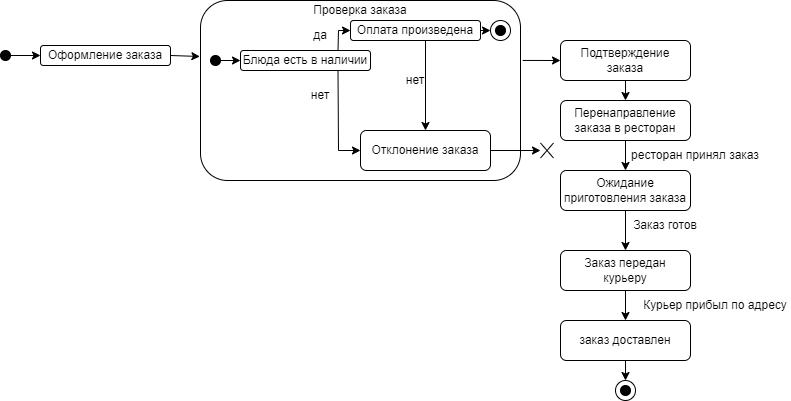 Проверка заказа
Оформление заказа
да
Оплата произведена
Блюда есть в наличии
нет
нет
Отклонение заказа
Подтверждение
заказа
Перенаправление
заказа в ресторан
ресторан принял заказ
Ожидание
приготовления заказа
Заказ готов
Заказ передан
курьеру
Курьер прибыл по адресу
заказ доставлен